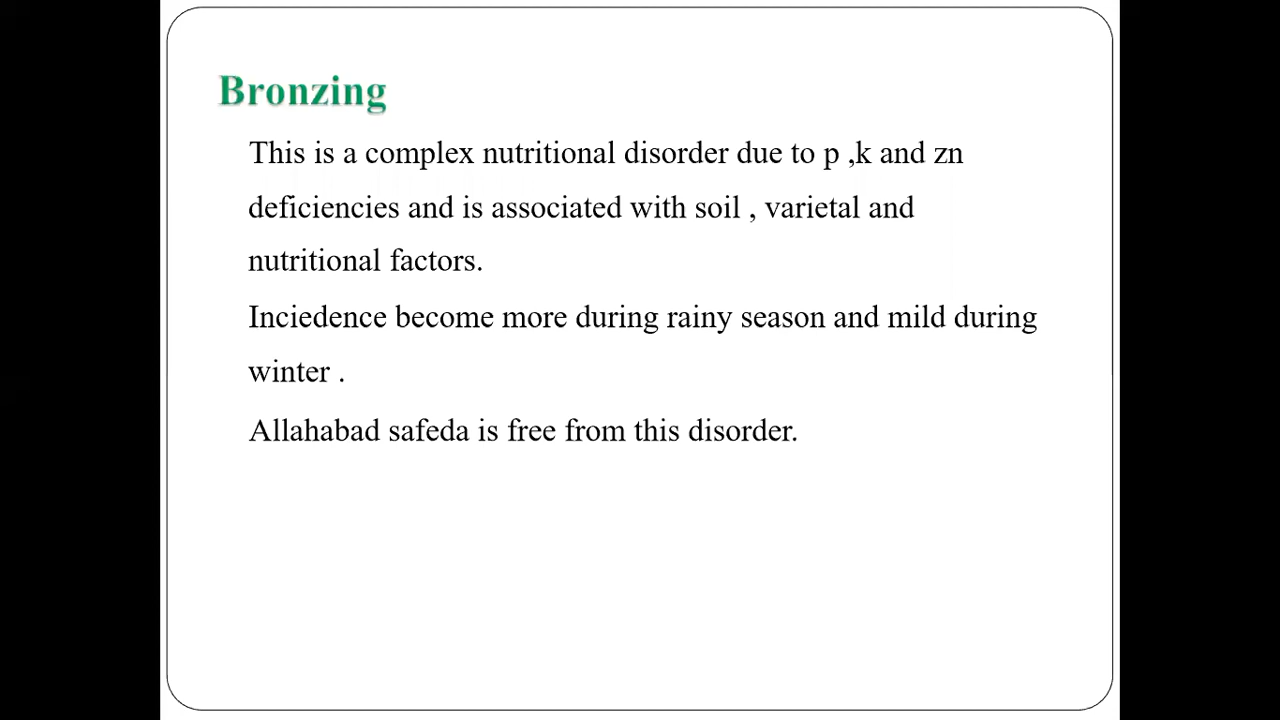 Bronzing
This is a complex nutritional disorder due to p ,k and zn
deficiencies and is associated with soil , varietal and
nutritional factors.
Inciedence become more during rainy season and mild during
winter .
Allahabad safeda is free from this disorder.